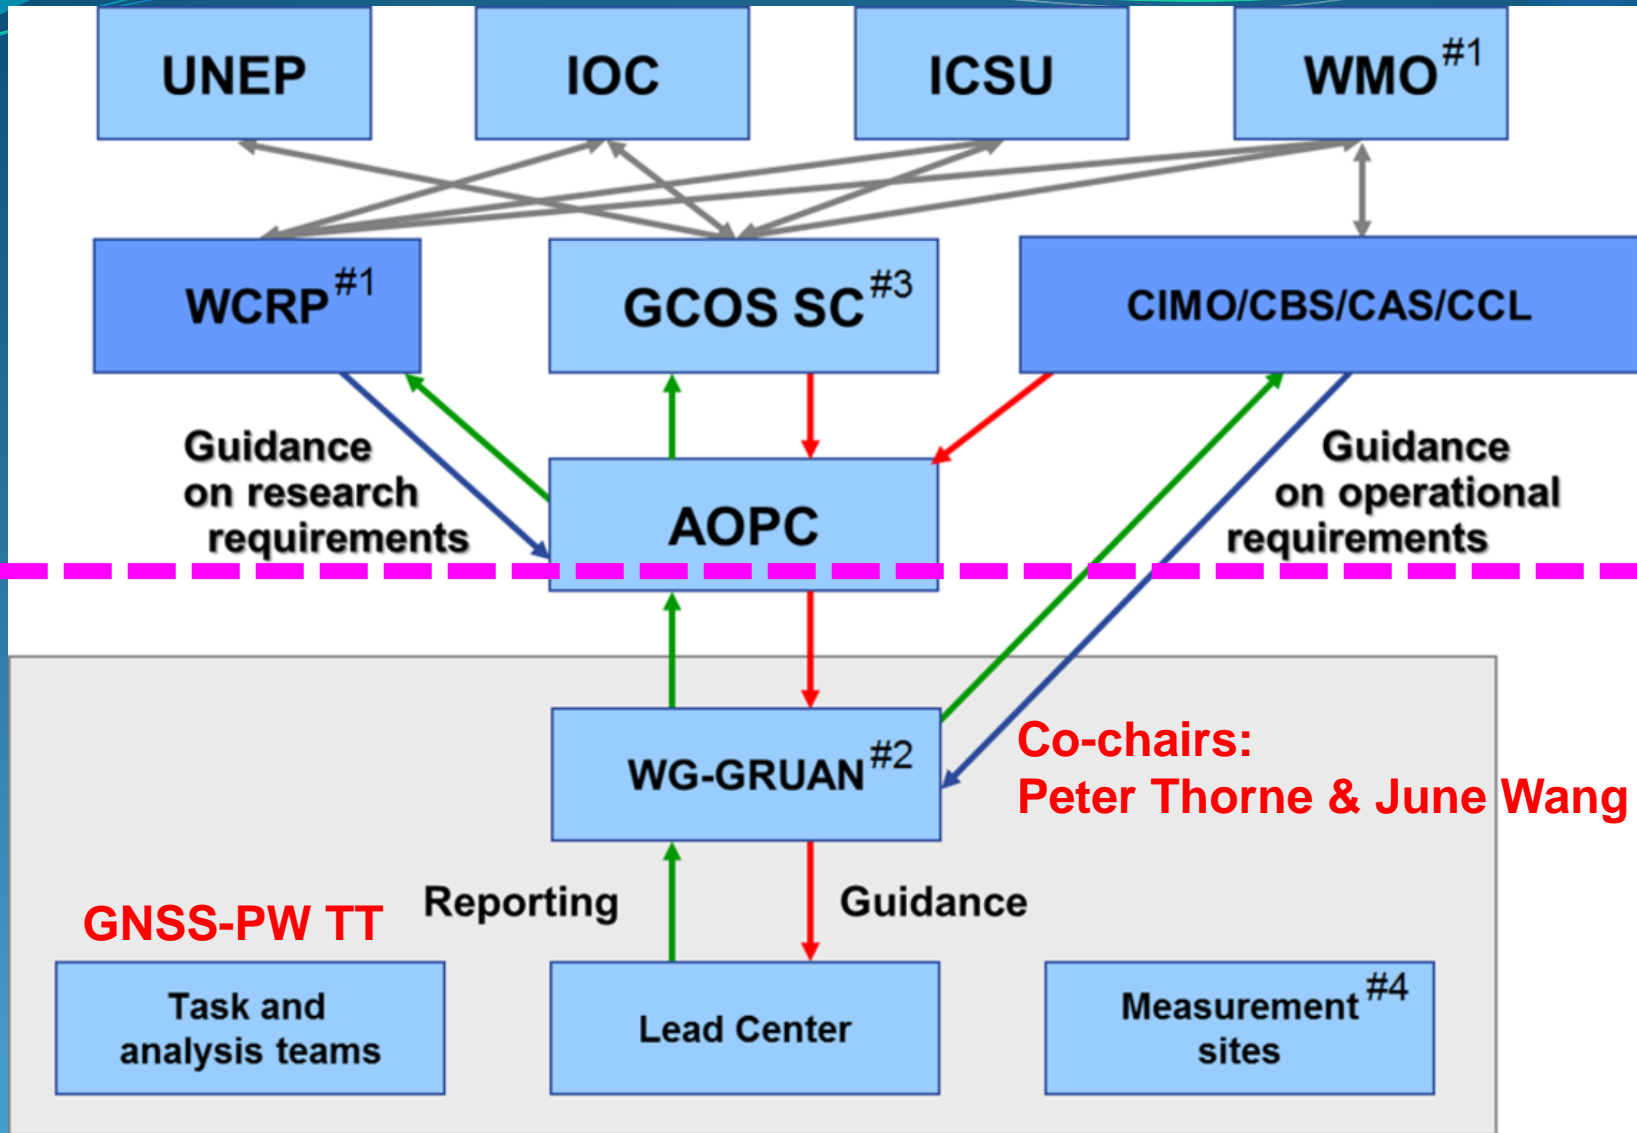 UNEP
IOC
ICSU
WMO #1
WCRP #1
GCOS SC #3
CIMO/CBS/CAS/CCL
Guidance
on research
requirements
AOPC
Guidance
on operational
requirements
WG-GRUAN #2
Co-chairs:
Peter Thorne & June Wang
GNSS-PW TT
Reporting
Guidance
Task and
analysis teams
Lead Center
Measurement #4
sites